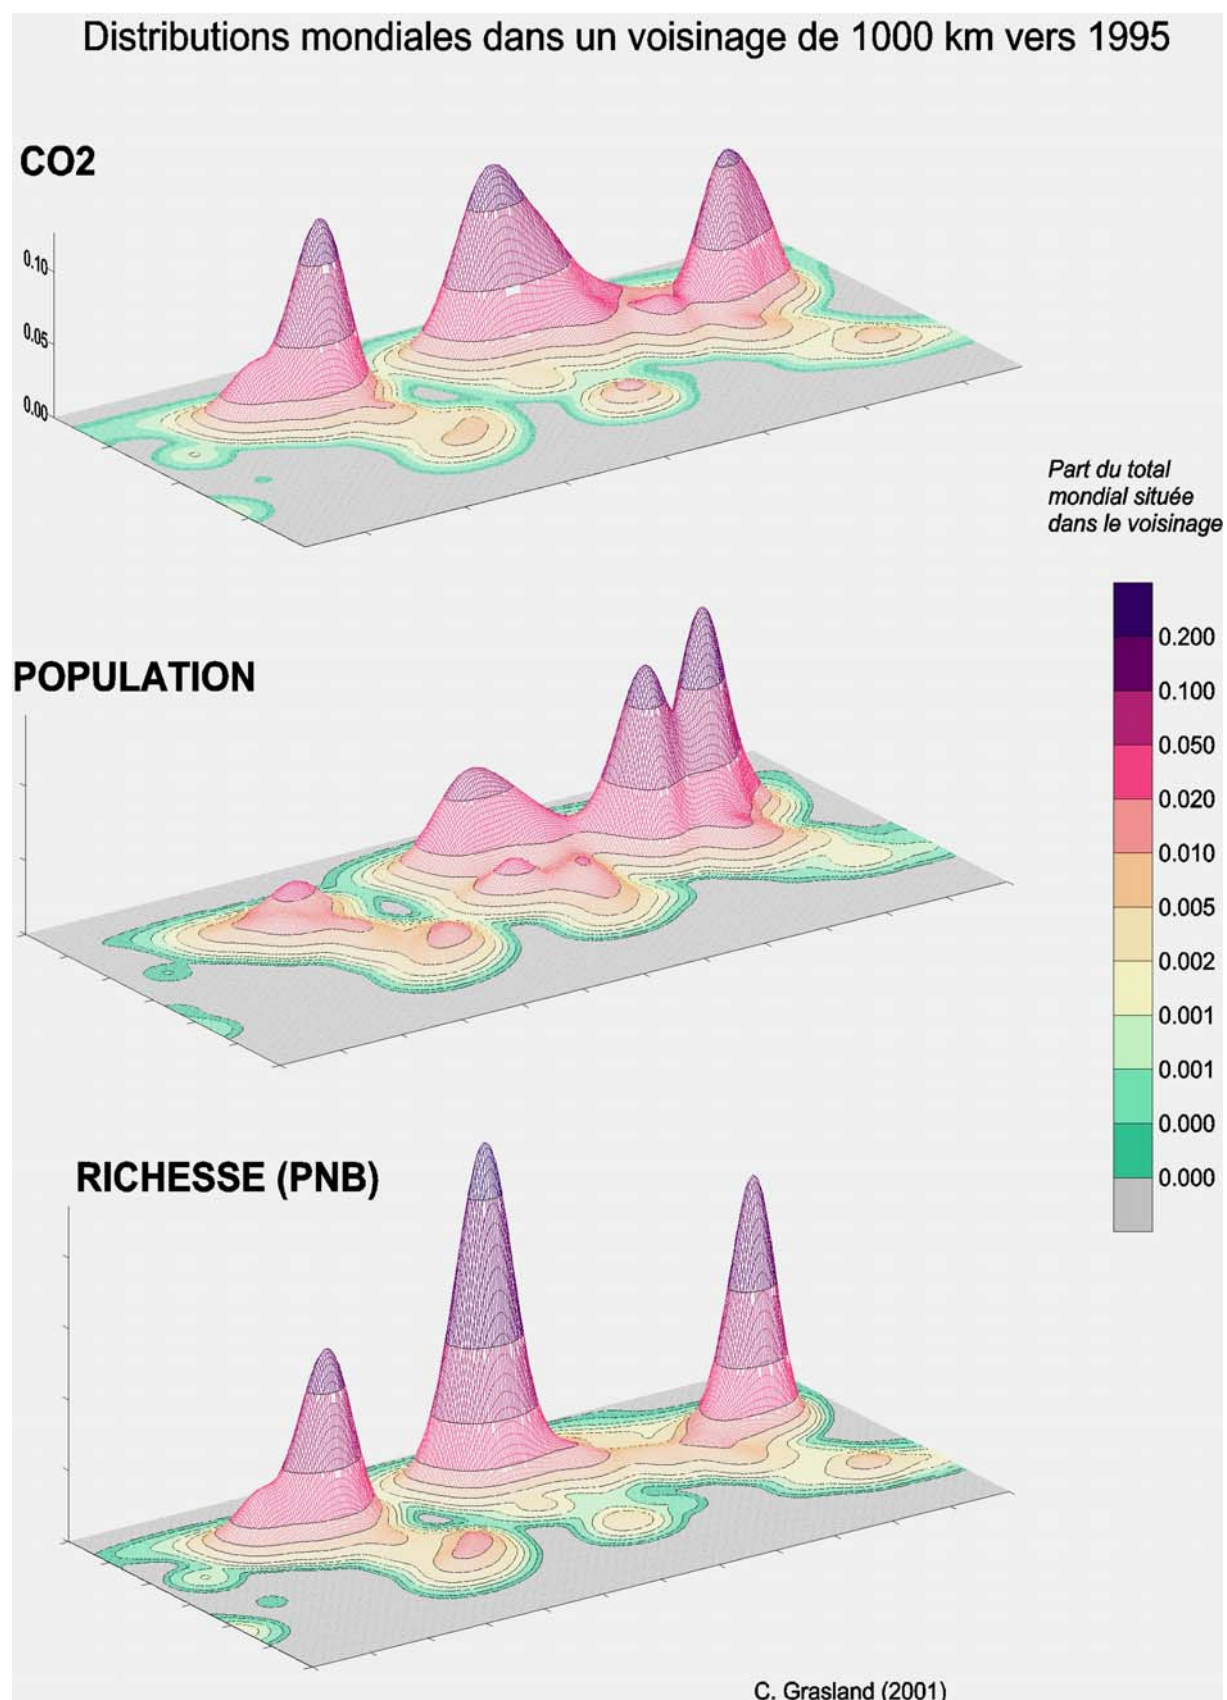 Distributions mondiales dans un voisinage de 1000 km vers 1995
CO2
0.10
0.05
0.00
Part du total
mondial située
dans le voisinage
POPULATION
0.200
0.100
0.050
0.020
0.010
0.005
0.002
0.001
0.001
0.000
0.000
RICHESSE (PNB)
C. Grasland (2001)